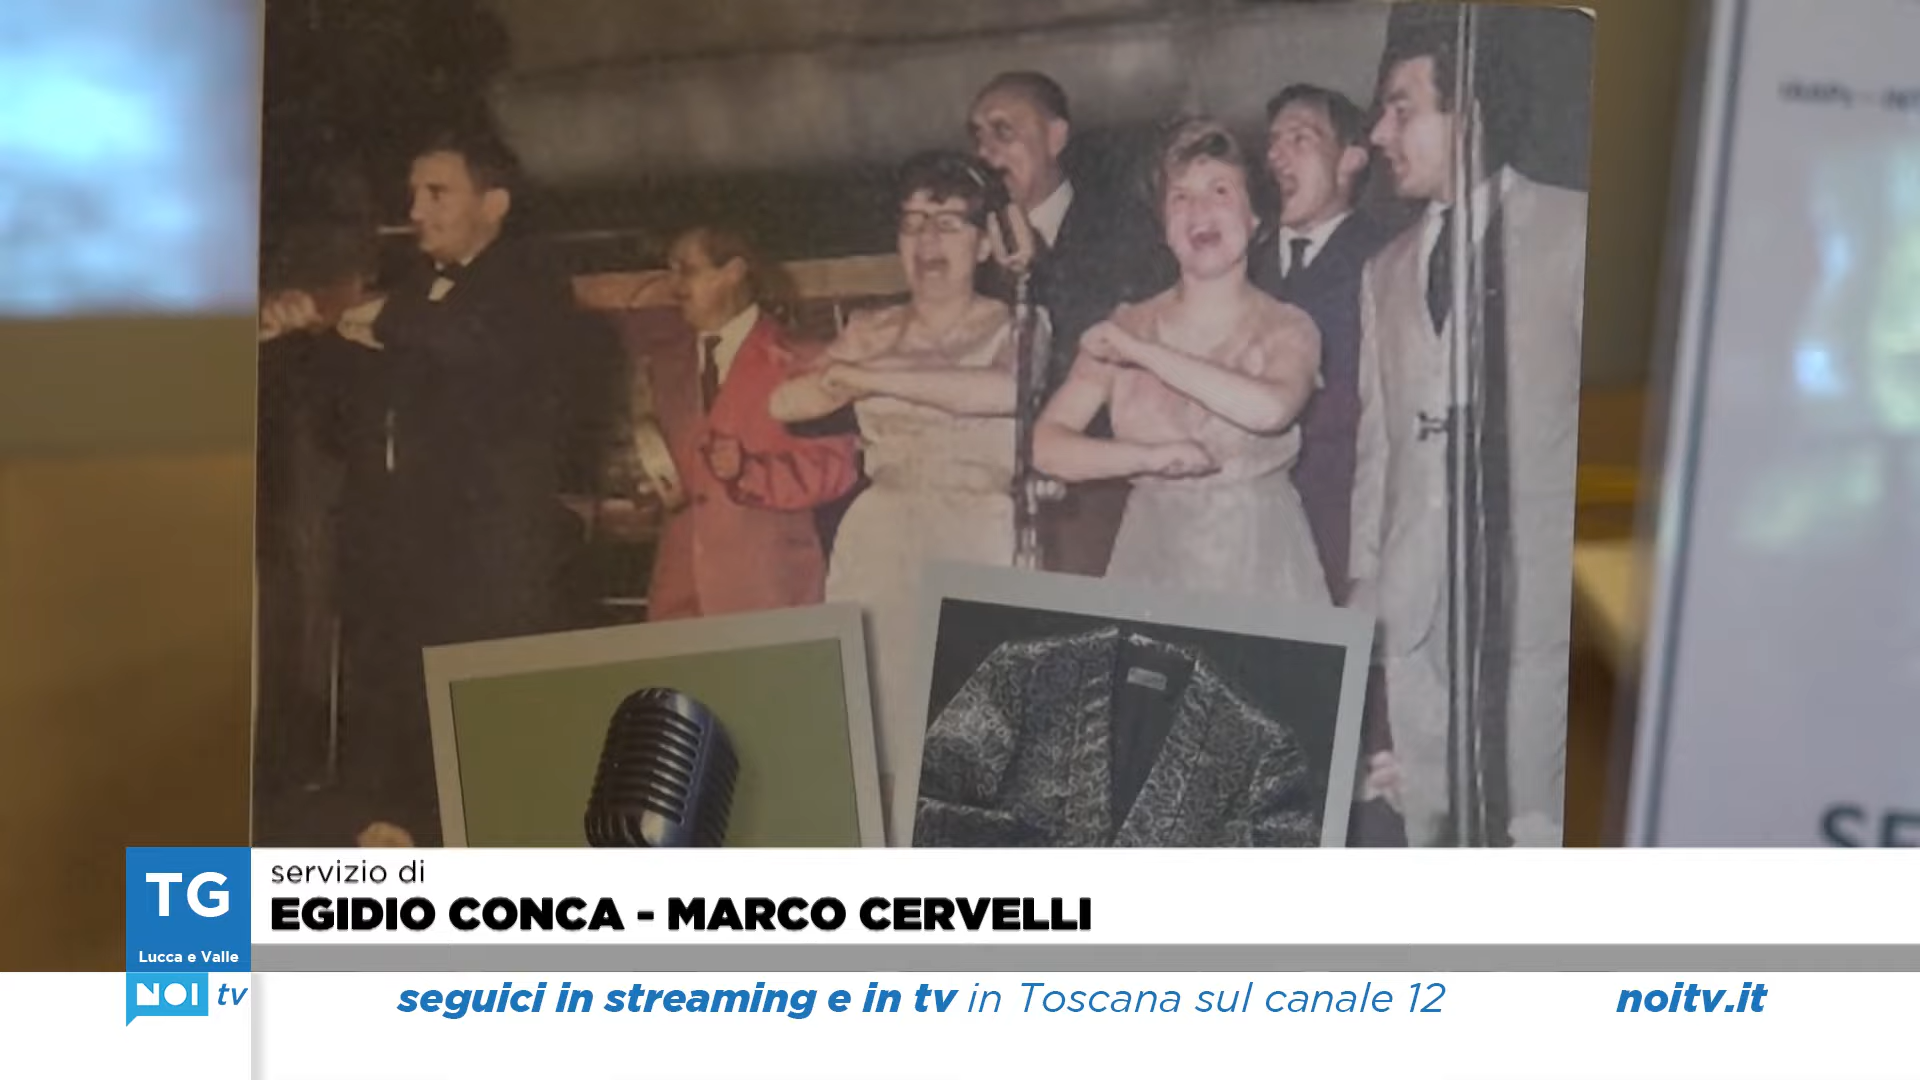 SE
TG
servizio di
EGIDIO CONCA - MARCO CERVELLI
Lucca e Valle
NOI tv
seguici in streaming e in tv in Toscana sul canale 12
noitv.it